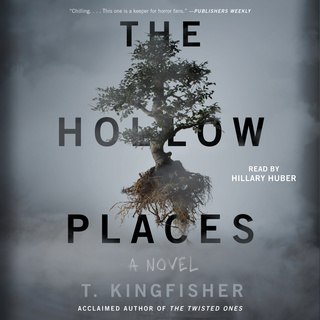 "Chilling. . . . This one is a keeper for horror fans." —PUBLISHERS WEEKLY
THE
HOLLOW
READ BY
HILLARY HUBER
PLACES
A NOVEL
T. KINGFISHER
ACCLAIMED AUTHOR OF THE TWISTED ONES